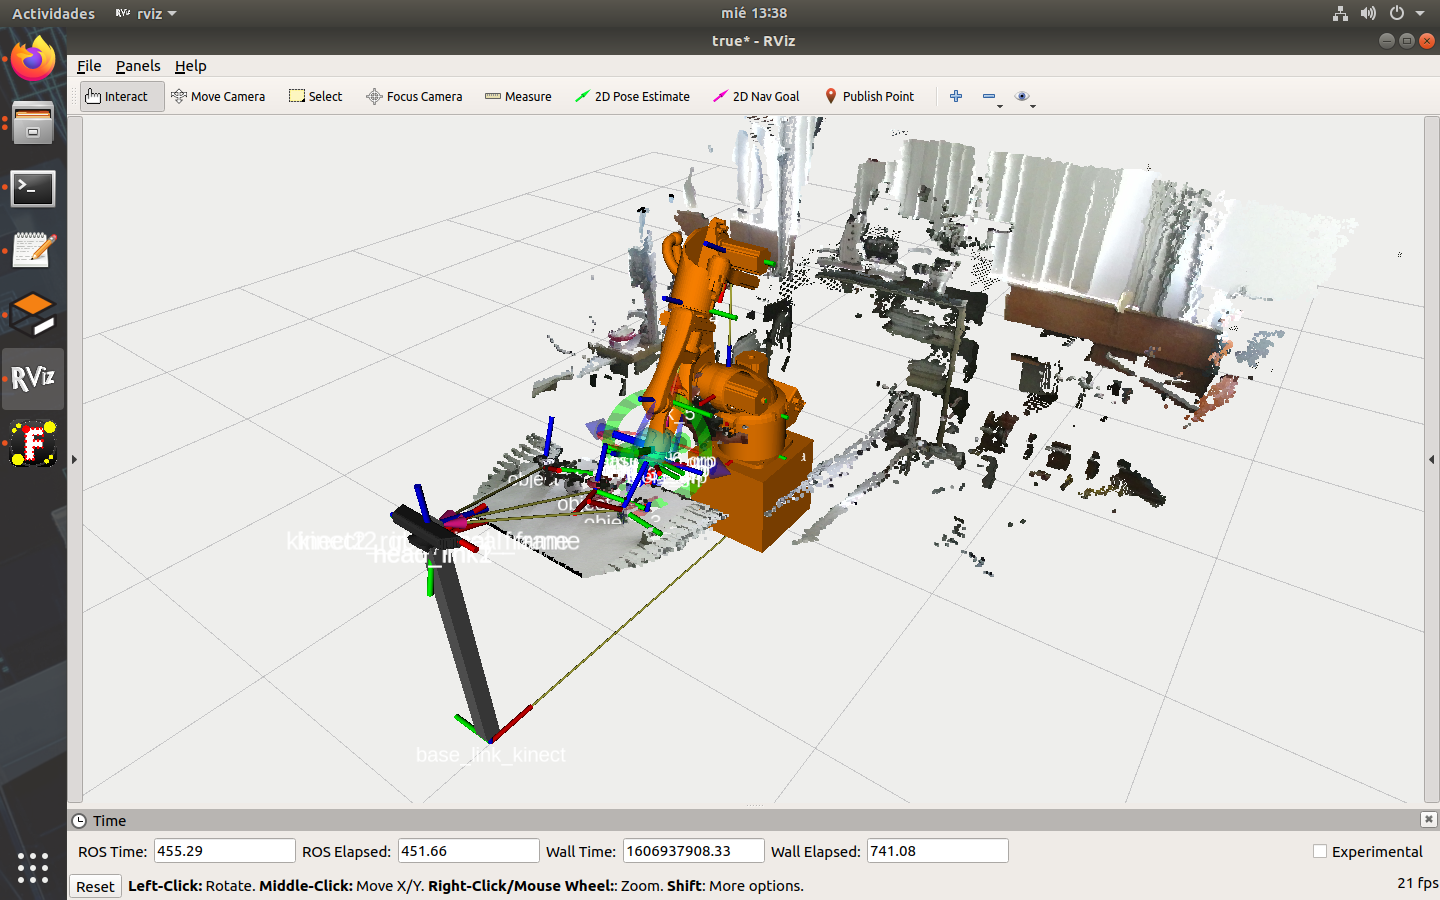 Actividades RViz rviz mié 13:38
true* - RViz
File Panels Help
Interact Move Camera Select Focus Camera Measure 2D Pose Estimate 2D Nav Goal Publish Point
>_
RViz
F
object
base_link_kinect
Time
ROS Time: 455.29 ROS Elapsed: 451.66 Wall Time: 1606937908.33 Wall Elapsed: 741.08 Experimental
Reset Left-Click: Rotate. Middle-Click: Move X/Y. Right-Click/Mouse Wheel:: Zoom. Shift: More options. 21 fps